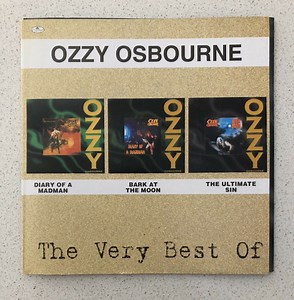 OZZY OSBOURNE
OZZY
OZZY
OZZY
DIARY OF A
MADMAN
BARK AT
THE MOON
THE ULTIMATE
SIN
The Very Best Of